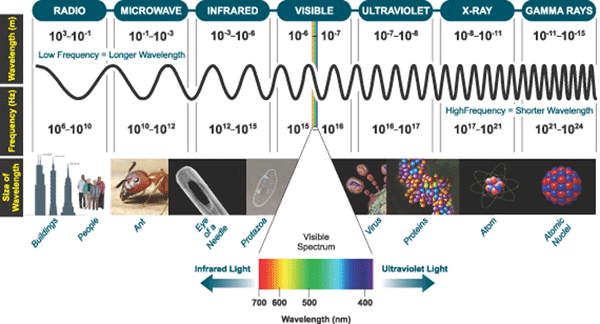 RADIO MICROWAVE INFRARED VISIBLE ULTRAVIOLET X-RAY GAMMA RAYS
Wavelength (m)
10³–10⁻¹ 10⁻¹–10⁻³ 10⁻³–10⁻⁶ 10⁻⁶ 10⁻⁷ 10⁻⁷–10⁻⁸ 10⁻⁸–10⁻¹¹ 10⁻¹¹–10⁻¹⁵
Low Frequency = Longer Wavelength
HighFrequency = Shorter Wavelength
Frequency (Hz)
10⁶–10¹⁰ 10¹⁰–10¹² 10¹²–10¹⁵ 10¹⁵ 10¹⁶ 10¹⁶–10¹⁷ 10¹⁷–10²¹ 10²¹–10²⁴
Size of
Wavelength
Buildings
People
Ant
Eye
of a
Needle
Protazoa
Virus
Proteins
Atom
Atomic
Nuclei
Visible
Spectrum
Infrared Light
Ultraviolet Light
700 600 500 400
Wavelength (nm)